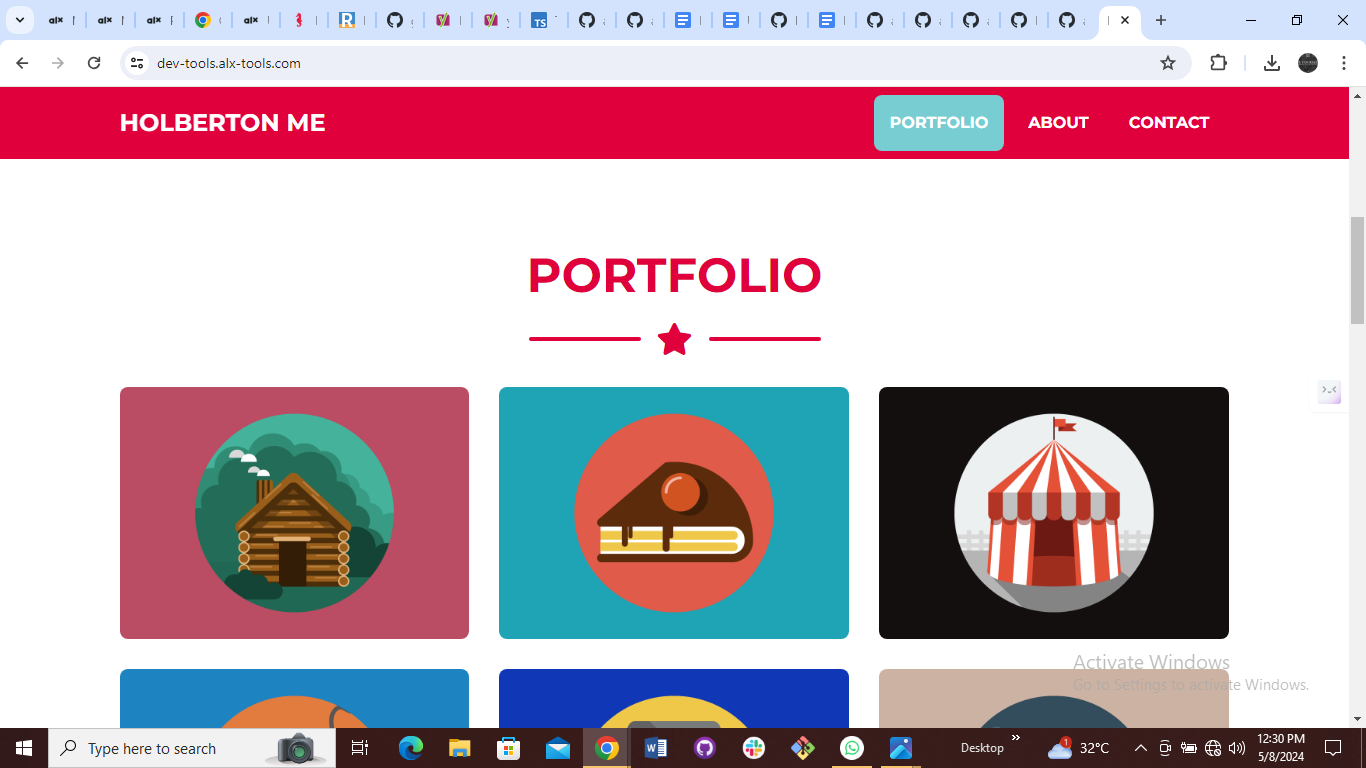 dev-tools.alx-tools.com
HOLBERTON ME
PORTFOLIO
ABOUT
CONTACT
PORTFOLIO
Activate Windows
Go to Settings to activate Windows.
Type here to search
Desktop
32°C
12:30 PM
5/8/2024